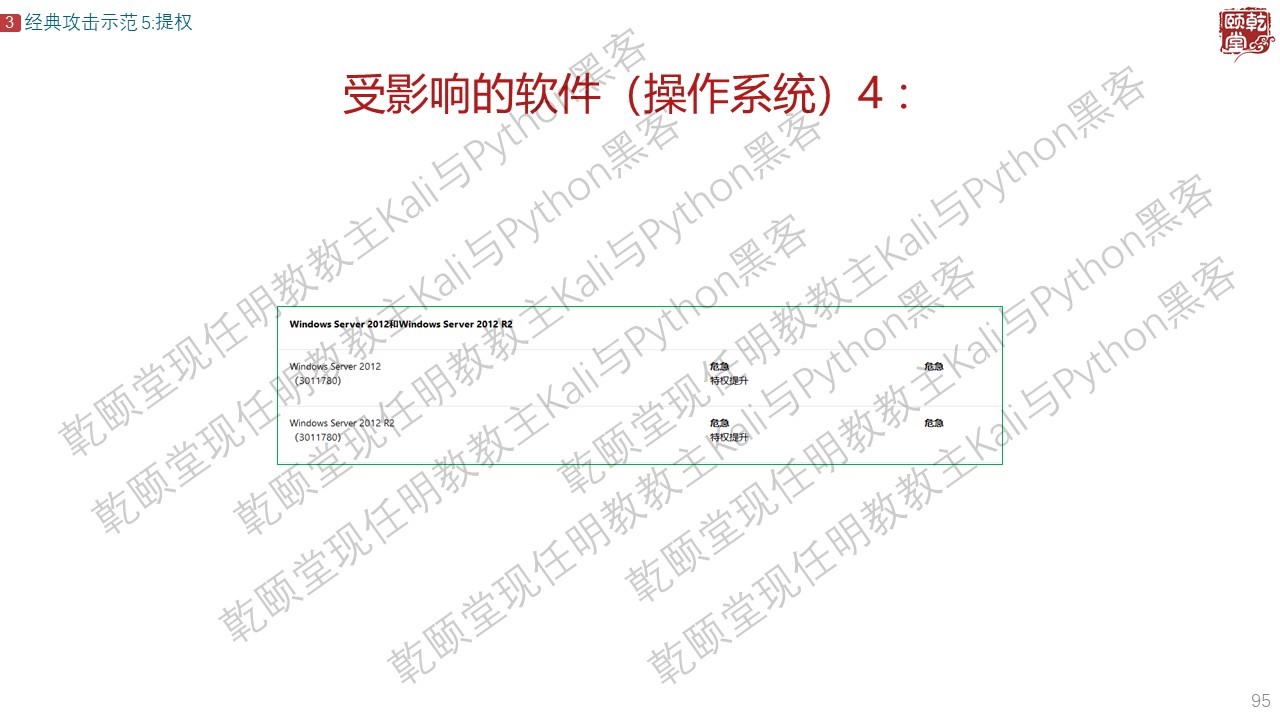 3 经典攻击示范5:提权
乾颐堂
受影响的软件（操作系统）4：
Windows Server 2012和Windows Server 2012 R2
Windows Server 2012 危急 危急
（3011780） 特权提升
Windows Server 2012 R2 危急 危急
（3011780） 特权提升
乾颐堂现任明教教主Kali与Python黑客
乾颐堂现任明教教主Kali与Python黑客
乾颐堂现任明教教主Kali与Python黑客
乾颐堂现任明教教主Kali与Python黑客
乾颐堂现任明教教主Kali与Python黑客
乾颐堂现任明教教主Kali与Python黑客
乾颐堂现任明教教主Kali与Python黑客
乾颐堂现任明教教主Kali与Python黑客
95